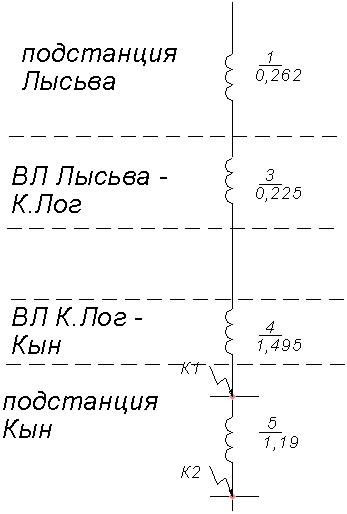 подстанция
Лысьва
1
0,262
ВЛ Лысьва -
К.Лог
3
0,225
ВЛ К.Лог -
Кын
4
1,495
К1
подстанция
Кын
5
1,19
К2